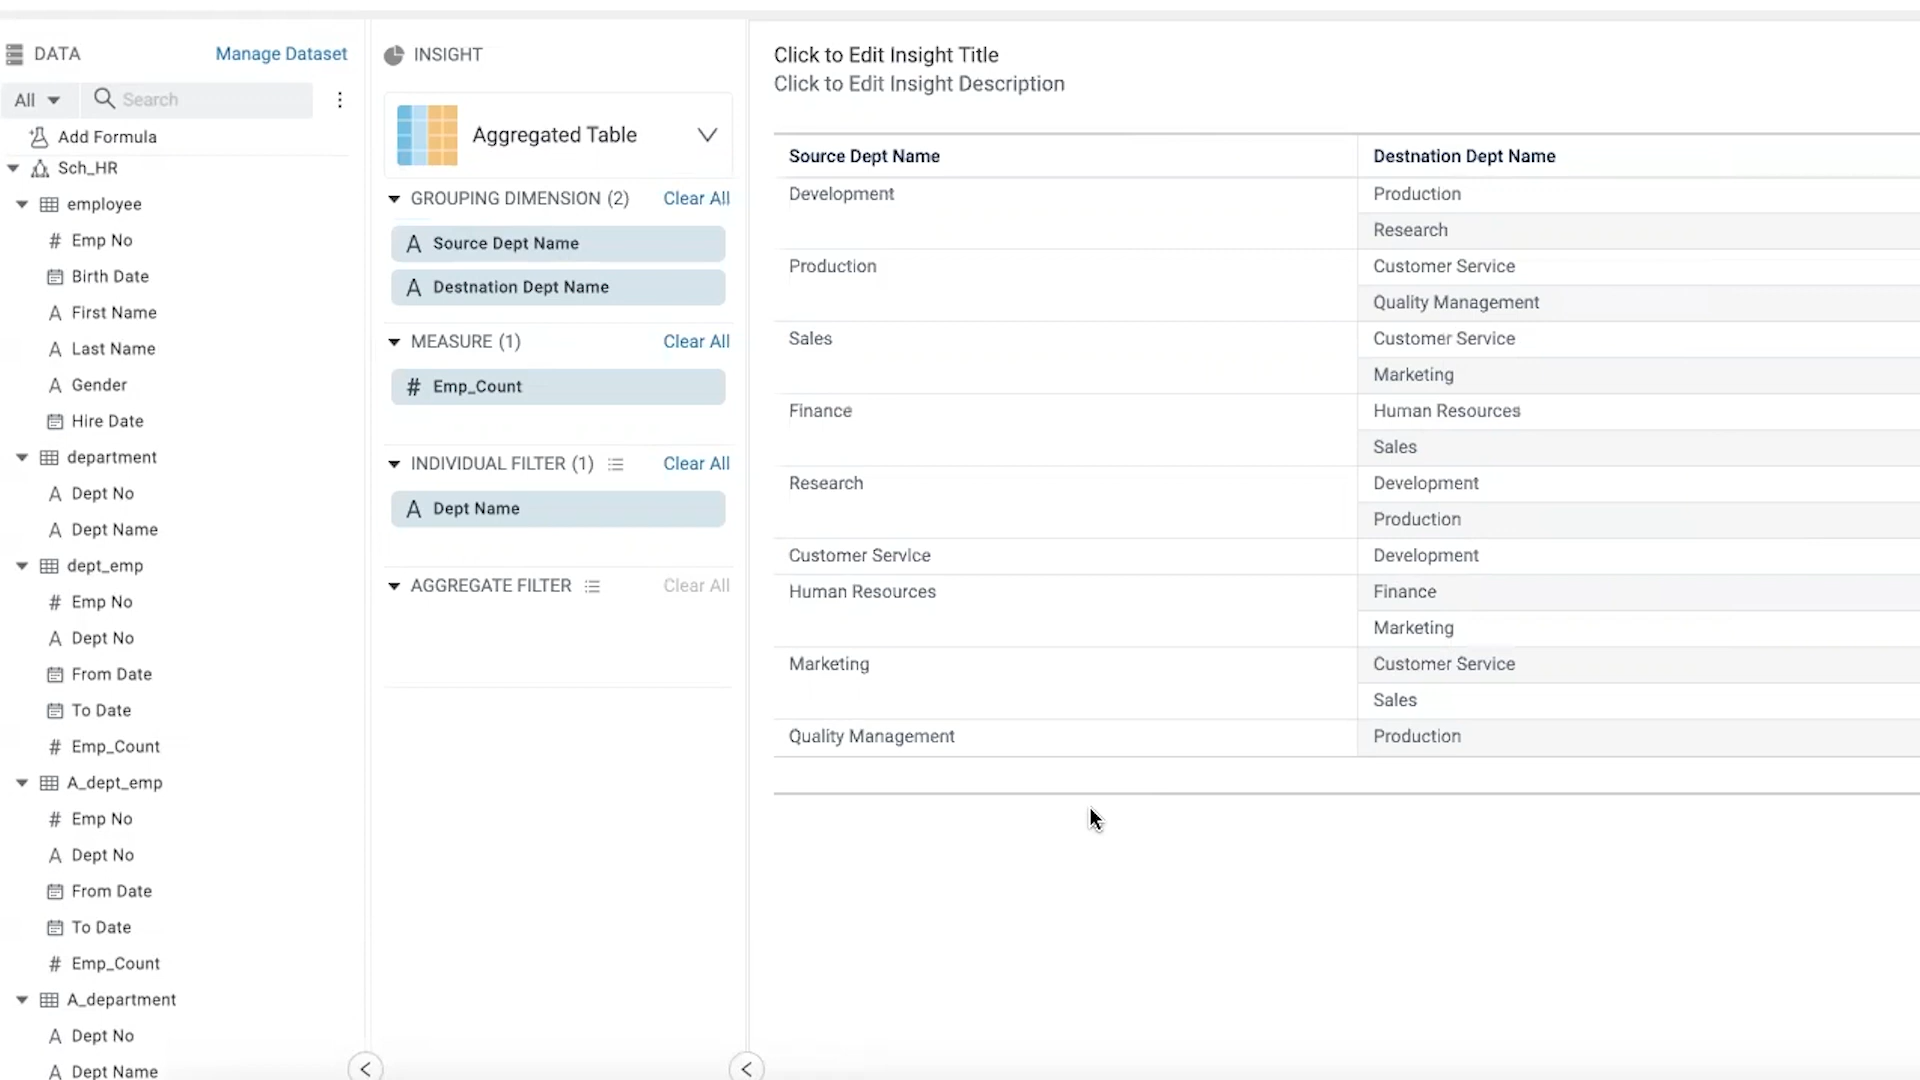 DATA
Manage Dataset
All
Search
Add Formula
Sch_HR
employee
# Emp No
Birth Date
A First Name
A Last Name
A Gender
Hire Date
department
A Dept No
A Dept Name
dept_emp
# Emp No
A Dept No
From Date
To Date
# Emp_Count
A_dept_emp
# Emp No
A Dept No
From Date
To Date
# Emp_Count
A_department
A Dept No
A Dept Name
INSIGHT
Aggregated Table
GROUPING DIMENSION (2) Clear All
A Source Dept Name
A Destnation Dept Name
MEASURE (1) Clear All
# Emp_Count
INDIVIDUAL FILTER (1) Clear All
A Dept Name
AGGREGATE FILTER Clear All
Click to Edit Insight Title
Click to Edit Insight Description
Source Dept Name Destnation Dept Name
Development Production
Research
Production Customer Service
Quality Management
Sales Customer Service
Marketing
Finance Human Resources
Sales
Research Development
Production
Customer Service Development
Human Resources Finance
Marketing
Marketing Customer Service
Sales
Quality Management Production